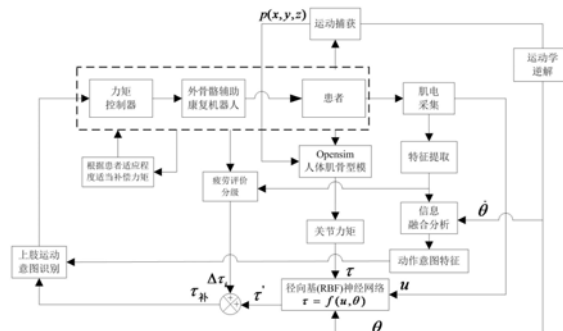 p(x,y,z)
运动捕获
运动学
逆解
力矩
控制器
外骨骼辅助
康复机器人
患者
肌电
采集
根据患者适应程
度适当补偿力矩
疲劳评价
分级
Opensim
人体肌骨型模
特征提取
信息
融合分析
θ̇
关节力矩
动作意图特征
上肢运动
意图识别
Δτ
τ补
τ*
τ
径向基(RBF)神经网络
τ = f(u,θ)
u
θ